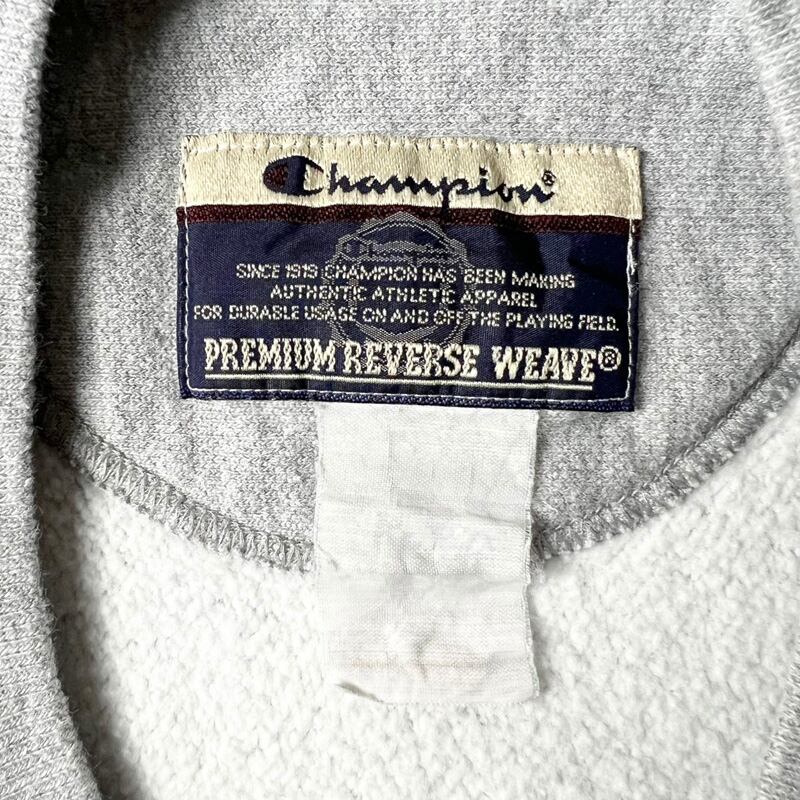 Champion®
Champion
SINCE 1919 CHAMPION HAS BEEN MAKING
AUTHENTIC ATHLETIC APPAREL
FOR DURABLE USAGE ON AND OFF THE PLAYING FIELD.
PREMIUM REVERSE WEAVE®